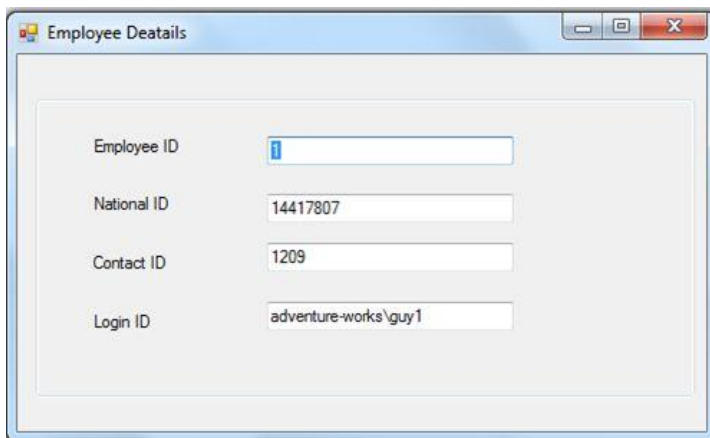 Employee Deatails
Employee ID 1
National ID 14417807
Contact ID 1209
Login ID adventure-works\guy1